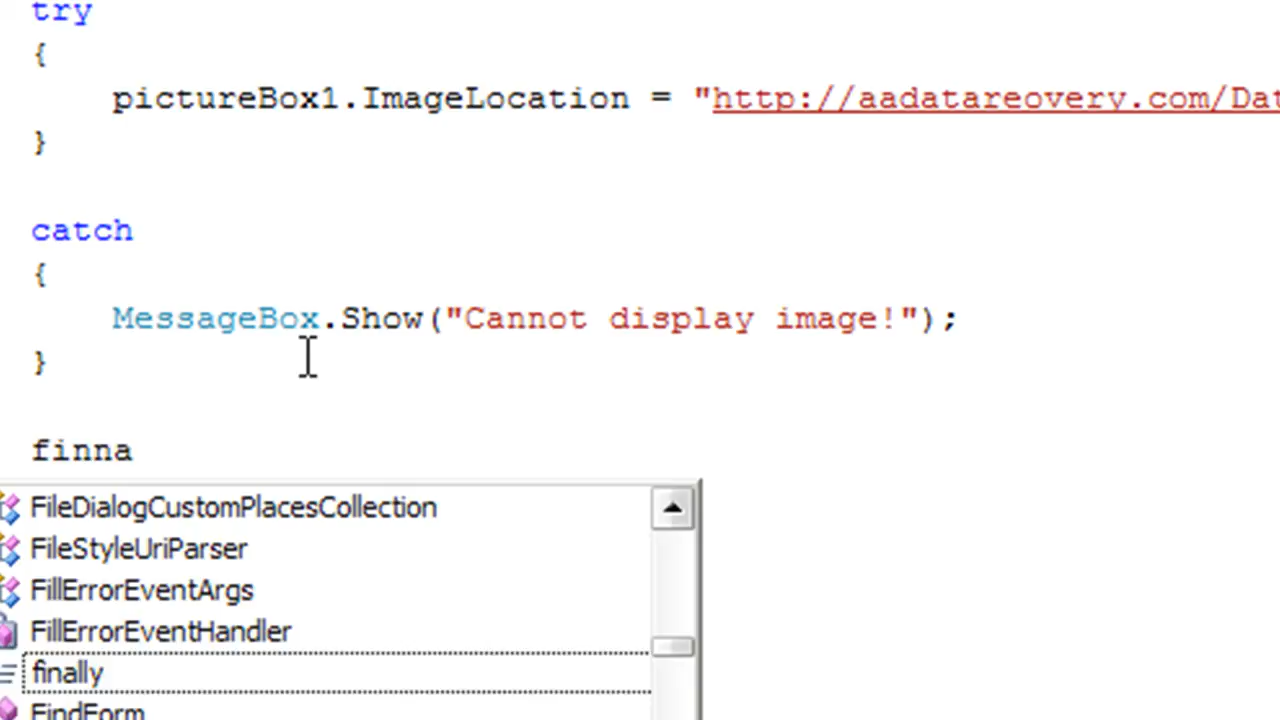 try
{
pictureBox1.ImageLocation = "http://aadatareovery.com/Dat
}
catch
{
MessageBox.Show("Cannot display image!");
}
finna
FileDialogCustomPlacesCollection
FileStyleUriParser
FillErrorEventArgs
FillErrorEventHandler
finally
FindForm